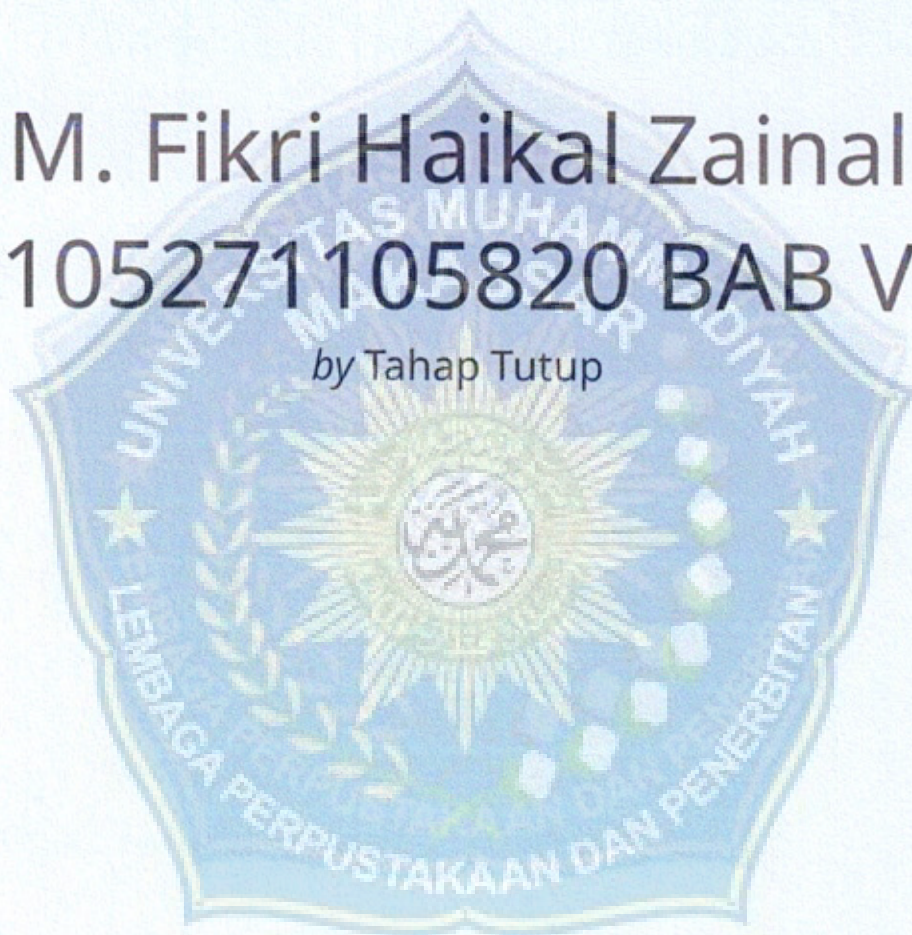 M. Fikri Haikal Zainal
105271105820 BAB V
by Tahap Tutup
UNIVERSITAS MUHAMMADIYAH
MAKASSAR
LEMBAGA PERPUSTAKAAN DAN PENERBITAN